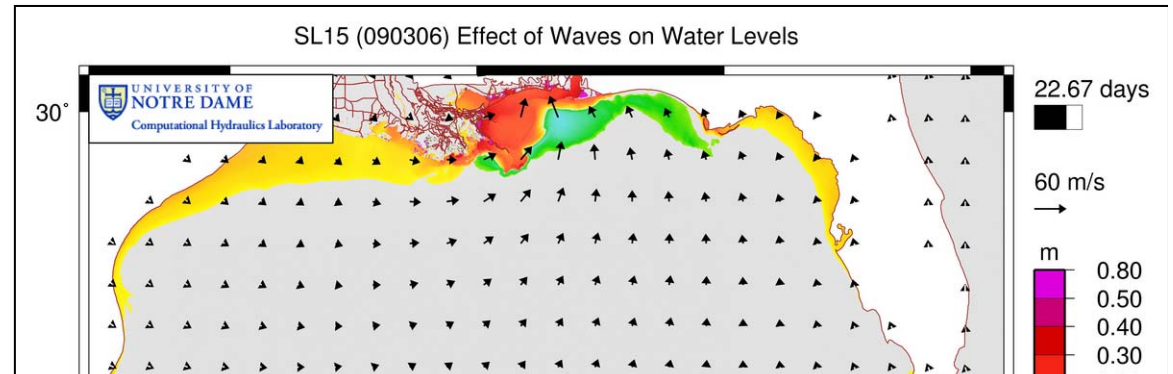 SL15 (090306) Effect of Waves on Water Levels
UNIVERSITY OF
NOTRE DAME
Computational Hydraulics Laboratory
30°
22.67 days
60 m/s
m
0.80
0.50
0.40
0.30